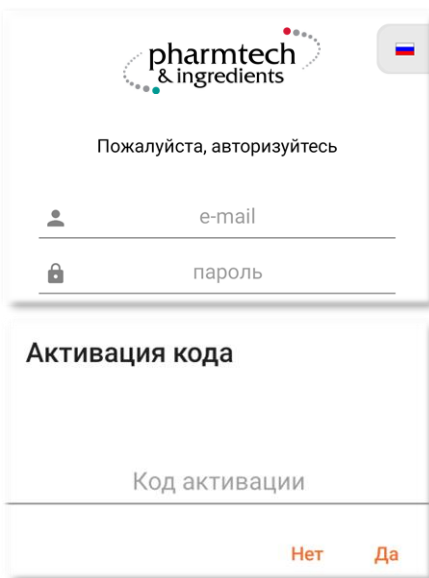 pharmtech
& ingredients
Пожалуйста, авторизуйтесь
e-mail
пароль
Активация кода
Код активации
Нет Да